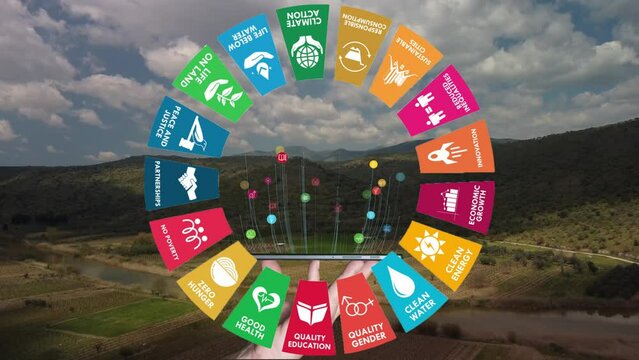 CLIMATE
ACTION
RESPONSIBLE
CONSUMPTION
SUSTAINABLE
CITIES
REDUCED
INEQUALITIES
INNOVATION
ECONOMIC
GROWTH
CLEAN
ENERGY
CLEAN
WATER
QUALITY
GENDER
QUALITY
EDUCATION
GOOD
HEALTH
ZERO
HUNGER
NO POVERTY
PARTNERSHIPS
PEACE AND
JUSTICE
LIFE
ON LAND
LIFE BELOW
WATER